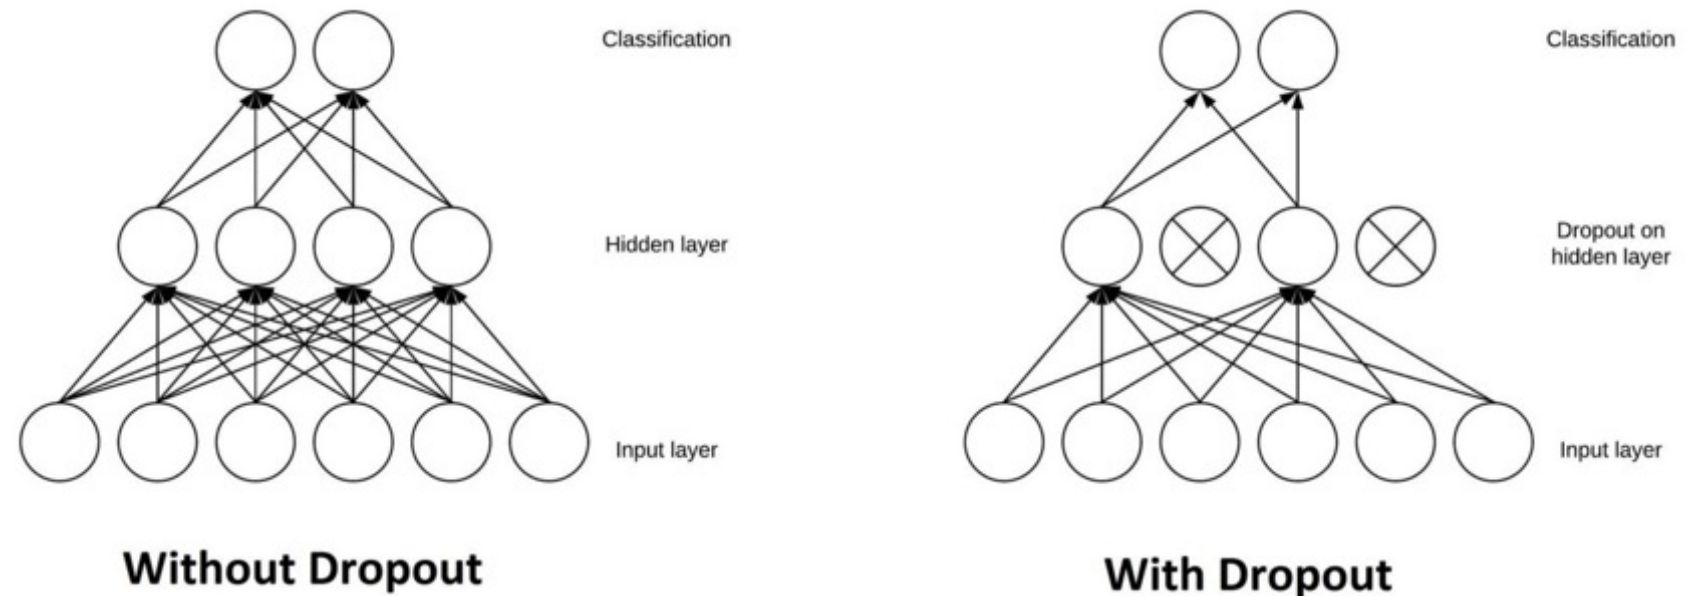 Classification
Hidden layer
Input layer
Without Dropout
Classification
Dropout on
hidden layer
Input layer
With Dropout